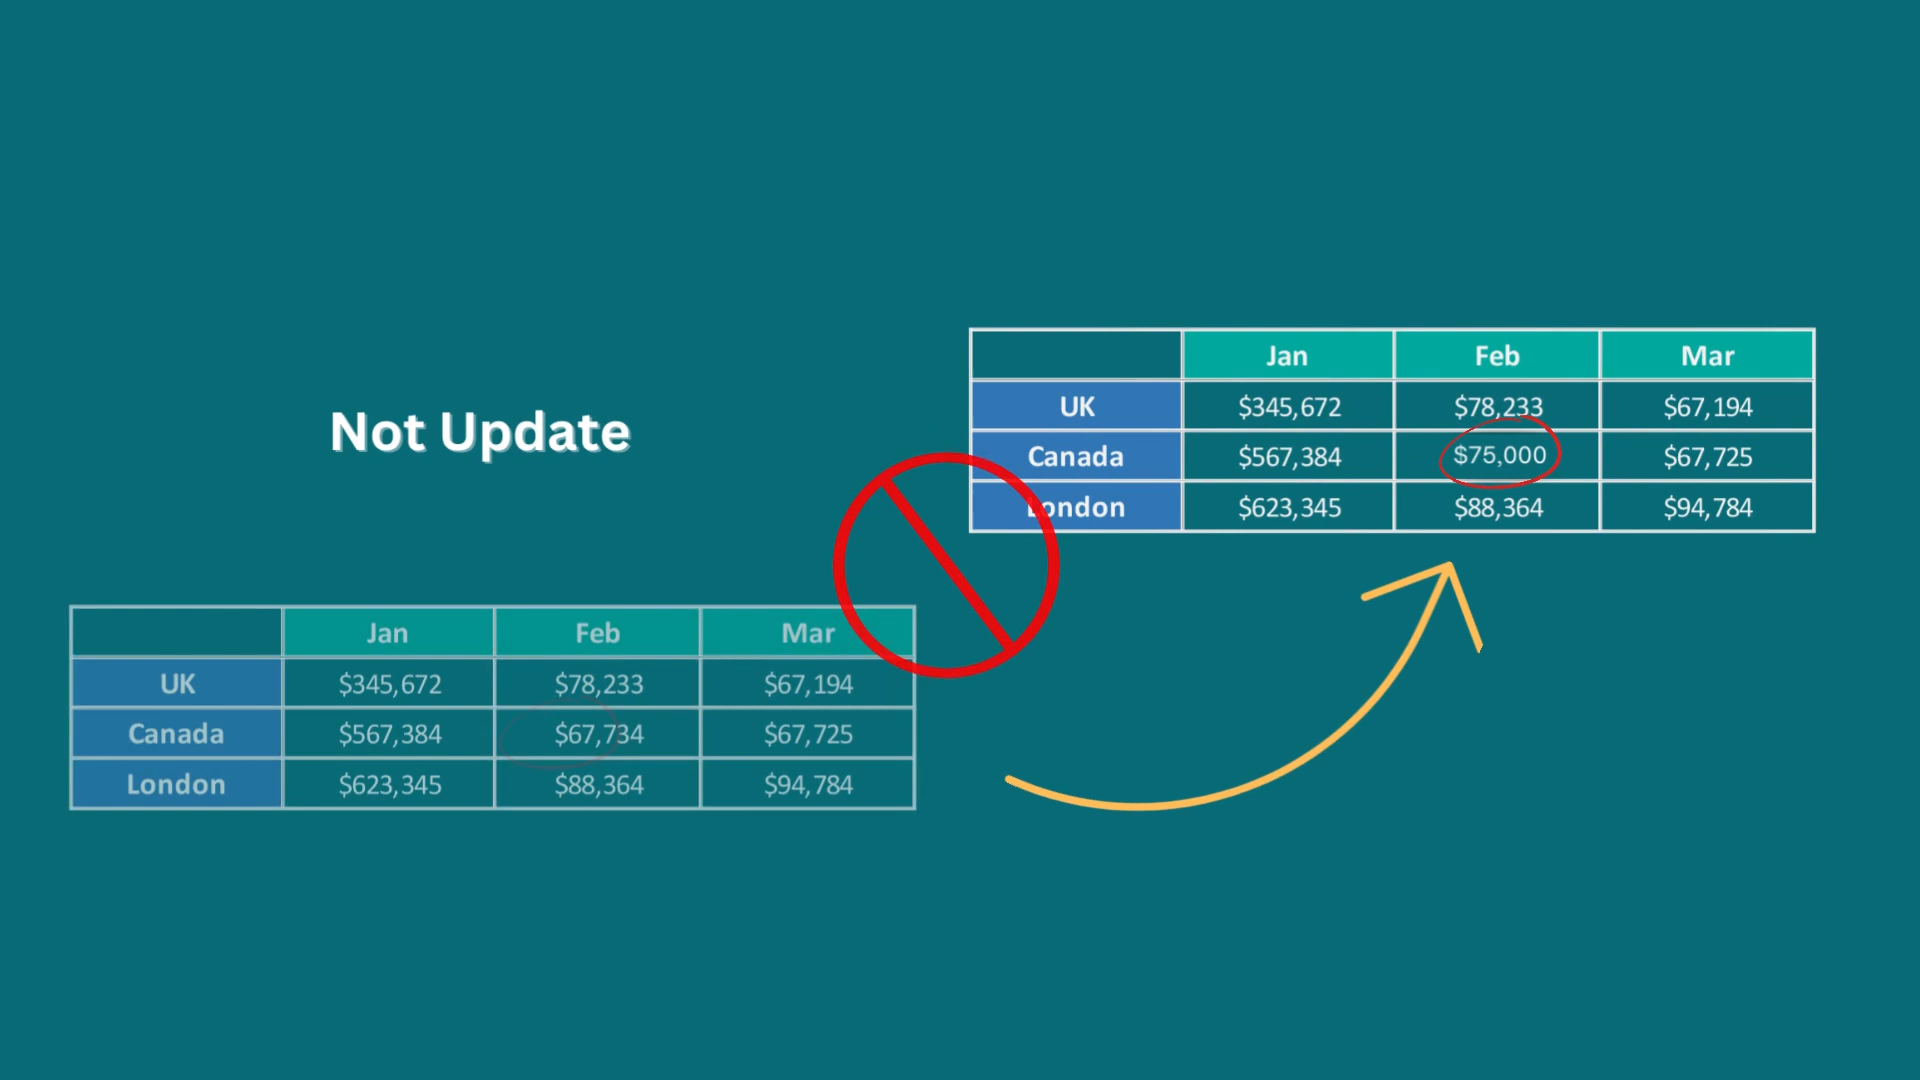 Not Update
Jan Feb Mar
UK $345,672 $78,233 $67,194
Canada $567,384 $75,000 $67,725
London $623,345 $88,364 $94,784
Jan Feb Mar
UK $345,672 $78,233 $67,194
Canada $567,384 $67,734 $67,725
London $623,345 $88,364 $94,784